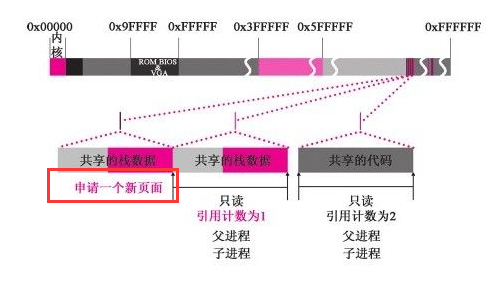 0x00000 0x9FFFF 0xFFFFF 0x3FFFFF 0x5FFFFF 0xFFFFFF
内
核
ROM BIOS
&
VGA
共享的栈数据 共享的栈数据 共享的代码
申请一个新页面
只读 只读
引用计数为1 引用计数为2
父进程 父进程
子进程 子进程